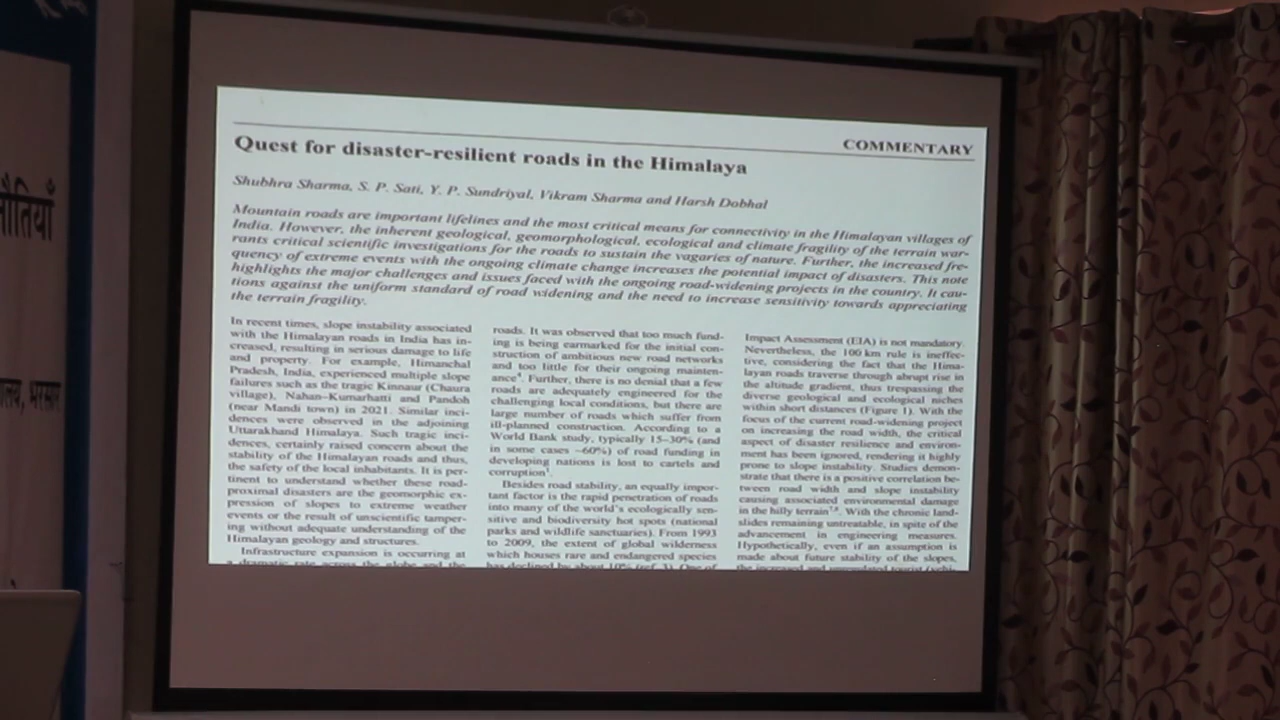 COMMENTARY
Quest for disaster-resilient roads in the Himalaya
Shubhra Sharma, S. P. Sati, Y. P. Sundriyal, Vikram Sharma and Harsh Dobhal
Mountain roads are important lifelines and the most critical means for connectivity in the Himalayan villages of
India. However, the inherent geological, geomorphological, ecological and climate fragility of the terrain war-
rants critical scientific investigations for the roads to sustain the vagaries of nature. Further, the increased fre-
quency of extreme events with the ongoing climate change increases the potential impact of disasters. This note
highlights the major challenges and issues faced with the ongoing road-widening projects in the country. It cau-
tions against the uniform standard of road widening and the need to increase sensitivity towards appreciating
the terrain fragility.
In recent times, slope instability associated
with the Himalayan roads in India has in-
creased, resulting in serious damage to life
and property. For example, Himanchal
Pradesh, India, experienced multiple slope
failures such as the tragic Kinnaur (Chaura
village), Nahan–Kumarhatti and Pandoh
(near Mandi town) in 2021. Similar inci-
dences were observed in the adjoining
Uttarakhand Himalaya. Such tragic inci-
dences, certainly raised concern about the
stability of the Himalayan roads and thus,
the safety of the local inhabitants. It is per-
tinent to understand whether these road-
proximal disasters are the geomorphic ex-
pression of slopes to extreme weather
events or the result of unscientific tamper-
ing without adequate understanding of the
Himalayan geology and structures.
Infrastructure expansion is occurring at
a dramatic rate across the globe and the
roads. It was observed that too much fund-
ing is being earmarked for the initial con-
struction of ambitious new road networks
and too little for their ongoing mainten-
ance⁴. Further, there is no denial that a few
roads are adequately engineered for the
challenging local conditions, but there are
large number of roads which suffer from
ill-planned construction. According to a
World Bank study, typically 15–30% (and
in some cases ~60%) of road funding in
developing nations is lost to cartels and
corruption
Besides road stability, an equally impor-
tant factor is the rapid penetration of roads
into many of the world's ecologically sen-
sitive and biodiversity hot spots (national
parks and wildlife sanctuaries). From 1993
to 2009, the extent of global wilderness
which houses rare and endangered species
has declined by about 10% (ref. 3). One of
Impact Assessment (EIA) is not mandatory.
Nevertheless, the 100 km rule is ineffec-
tive, considering the fact that the Hima-
layan roads traverse through abrupt rise in
the altitude gradient, thus trespassing the
diverse geological and ecological niches
within short distances (Figure 1). With the
focus of the current road-widening project
on increasing the road width, the critical
aspect of disaster resilience and environ-
ment has been ignored, rendering it highly
prone to slope instability. Studies demon-
strate that there is a positive correlation be-
tween road width and slope instability
causing associated environmental damage
in the hilly terrain⁷,⁸. With the chronic land-
slides remaining untreatable, in spite of the
advancement in engineering measures.
Hypothetically, even if an assumption is
made about future stability of the slopes,
the increased and unregulated tourist (vehi-
नौतियाँ
भरसार